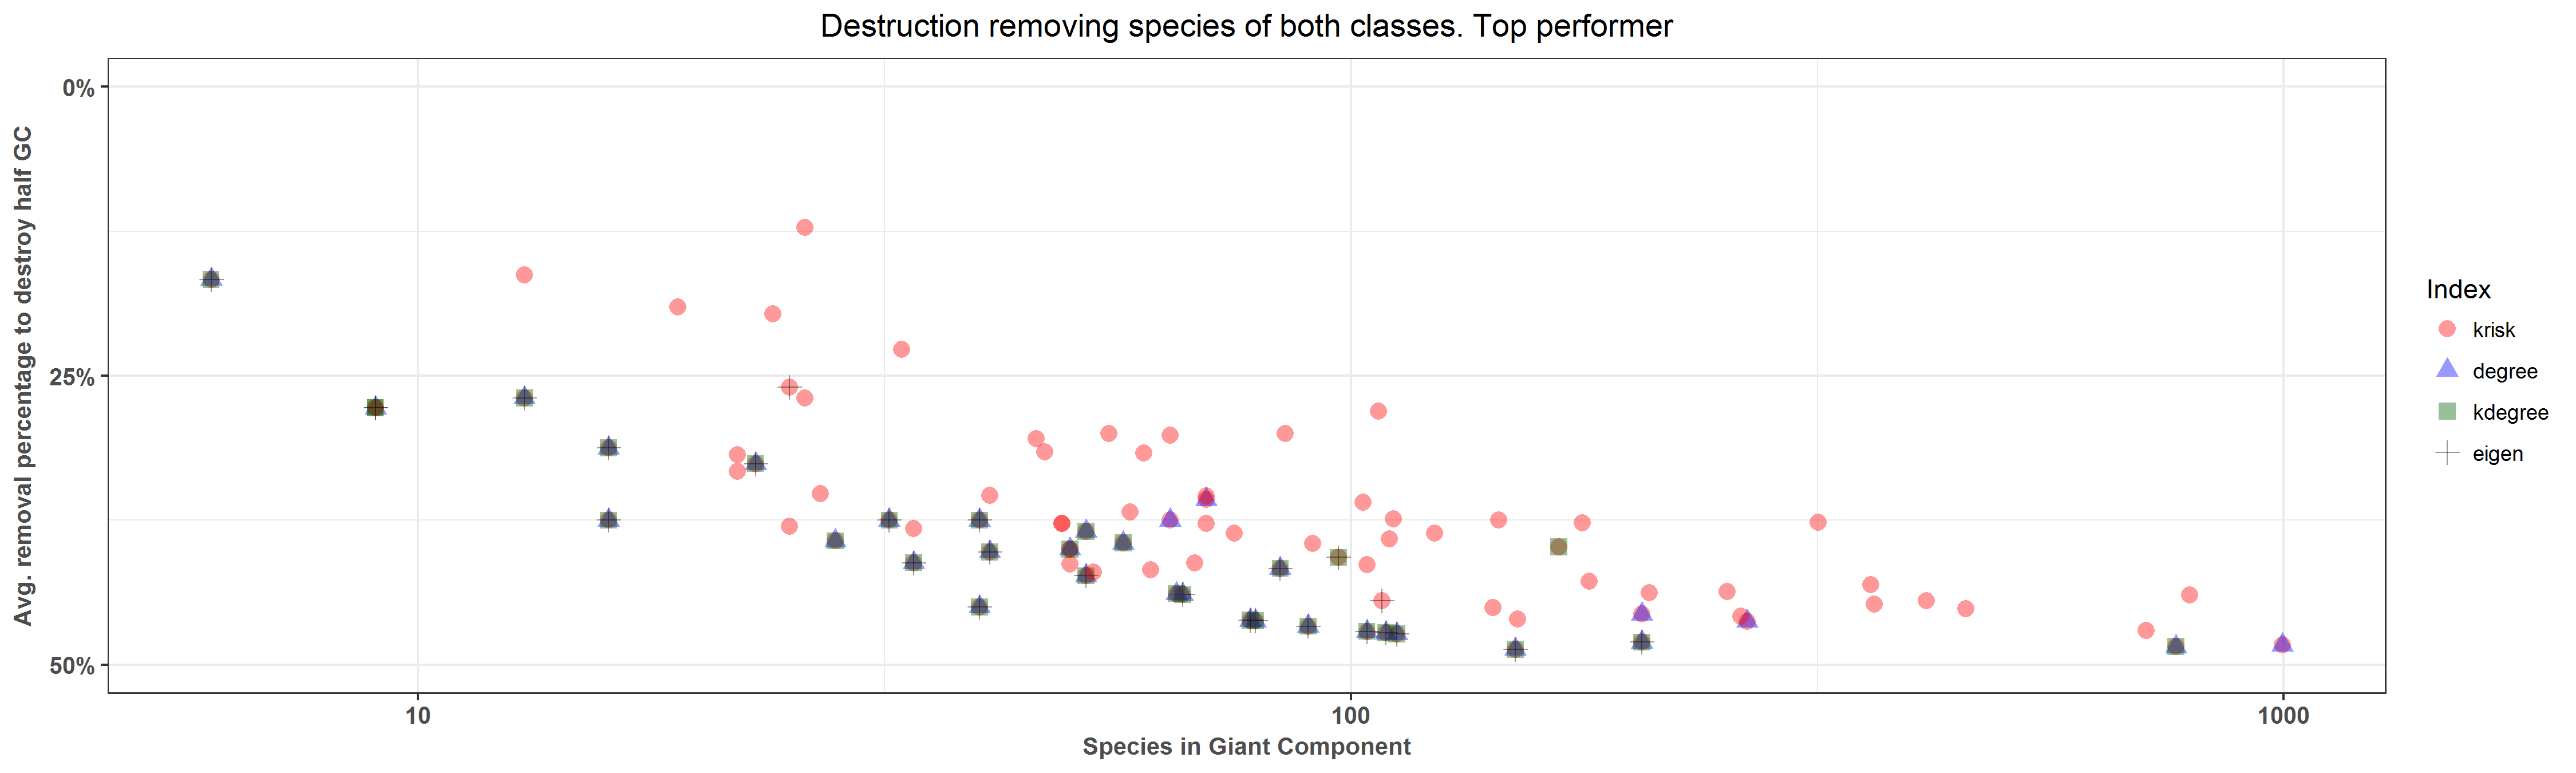 Destruction removing species of both classes. Top performer
Avg. removal percentage to destroy half GC
0%
25%
50%
10
100
1000
Species in Giant Component
Index
krisk
degree
kdegree
eigen